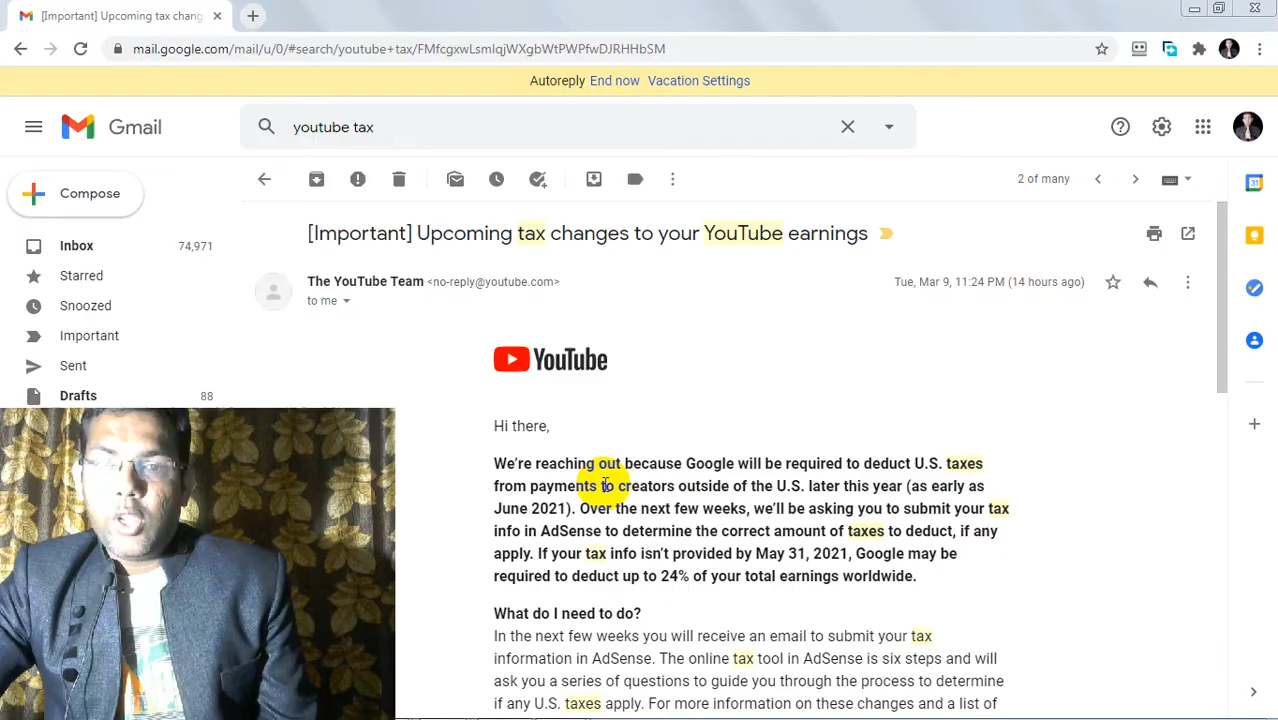 [Important] Upcoming tax chang
mail.google.com/mail/u/0/#search/youtube+tax/FMfcgxwLsmlqjWXgbWtPWPfwDJRHHbSM
Autoreply End now Vacation Settings
Gmail
youtube tax
Compose
2 of many
Inbox 74,971
Starred
Snoozed
Important
Sent
Drafts 88
[Important] Upcoming tax changes to your YouTube earnings
The YouTube Team <no-reply@youtube.com>
Tue, Mar 9, 11:24 PM (14 hours ago)
to me
YouTube
Hi there,
We're reaching out because Google will be required to deduct U.S. taxes
from payments to creators outside of the U.S. later this year (as early as
June 2021). Over the next few weeks, we'll be asking you to submit your tax
info in AdSense to determine the correct amount of taxes to deduct, if any
apply. If your tax info isn't provided by May 31, 2021, Google may be
required to deduct up to 24% of your total earnings worldwide.
What do I need to do?
In the next few weeks you will receive an email to submit your tax
information in AdSense. The online tax tool in AdSense is six steps and will
ask you a series of questions to guide you through the process to determine
if any U.S. taxes apply. For more information on these changes and a list of
31